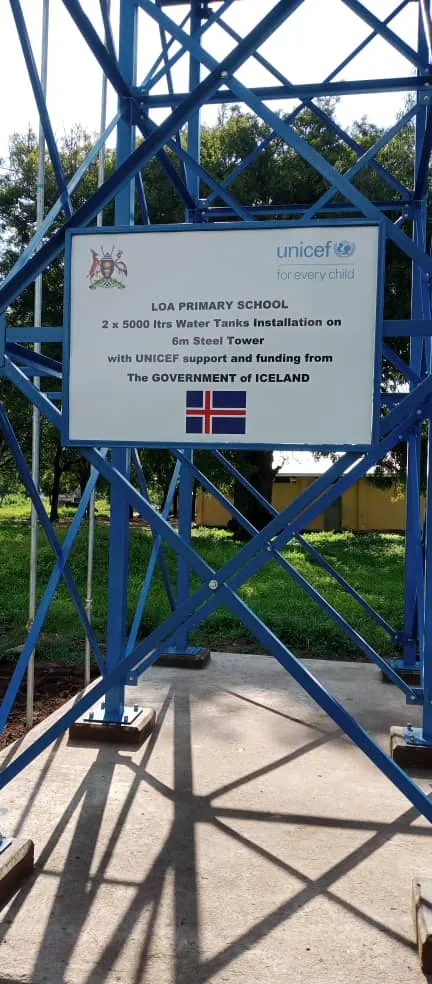 unicef
for every child
LOA PRIMARY SCHOOL
2 x 5000 ltrs Water Tanks Installation on
6m Steel Tower
with UNICEF support and funding from
The GOVERNMENT of ICELAND